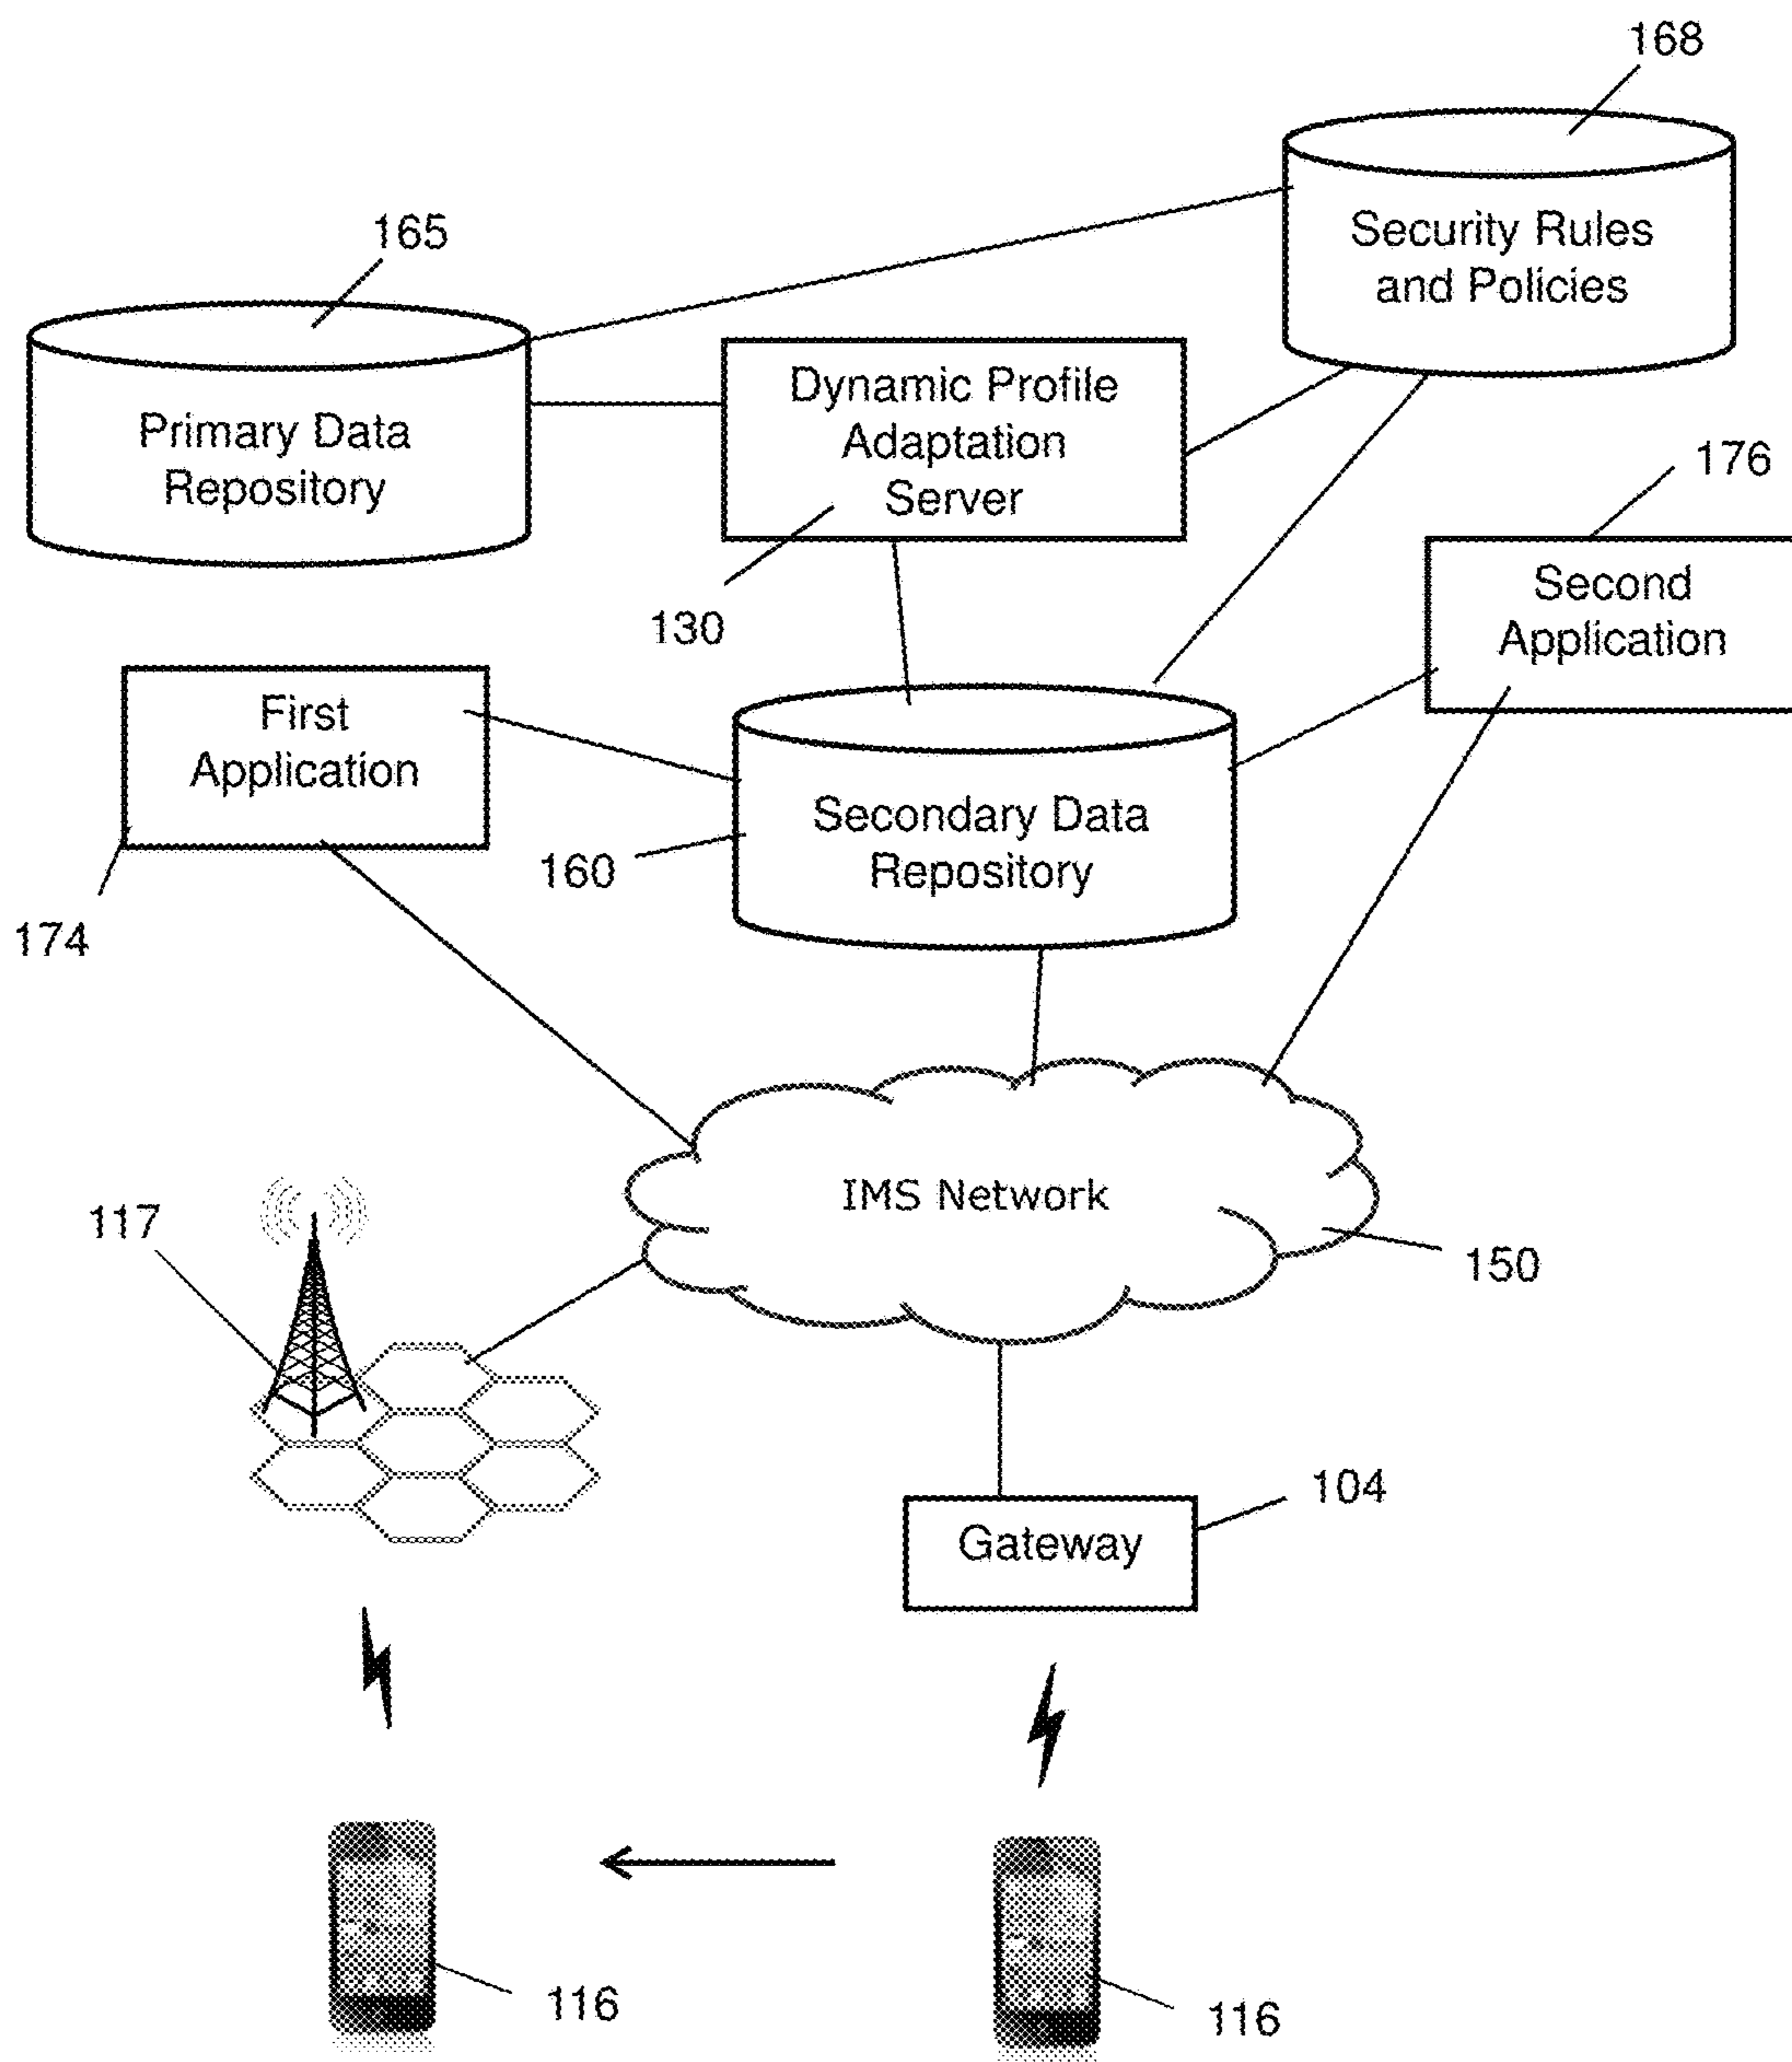 168
Security Rules
and Policies
165
Primary Data
Repository
Dynamic Profile
Adaptation
Server
130
176
Second
Application
First
Application
174
Secondary Data
Repository
160
IMS Network
150
117
Gateway
104
116
116